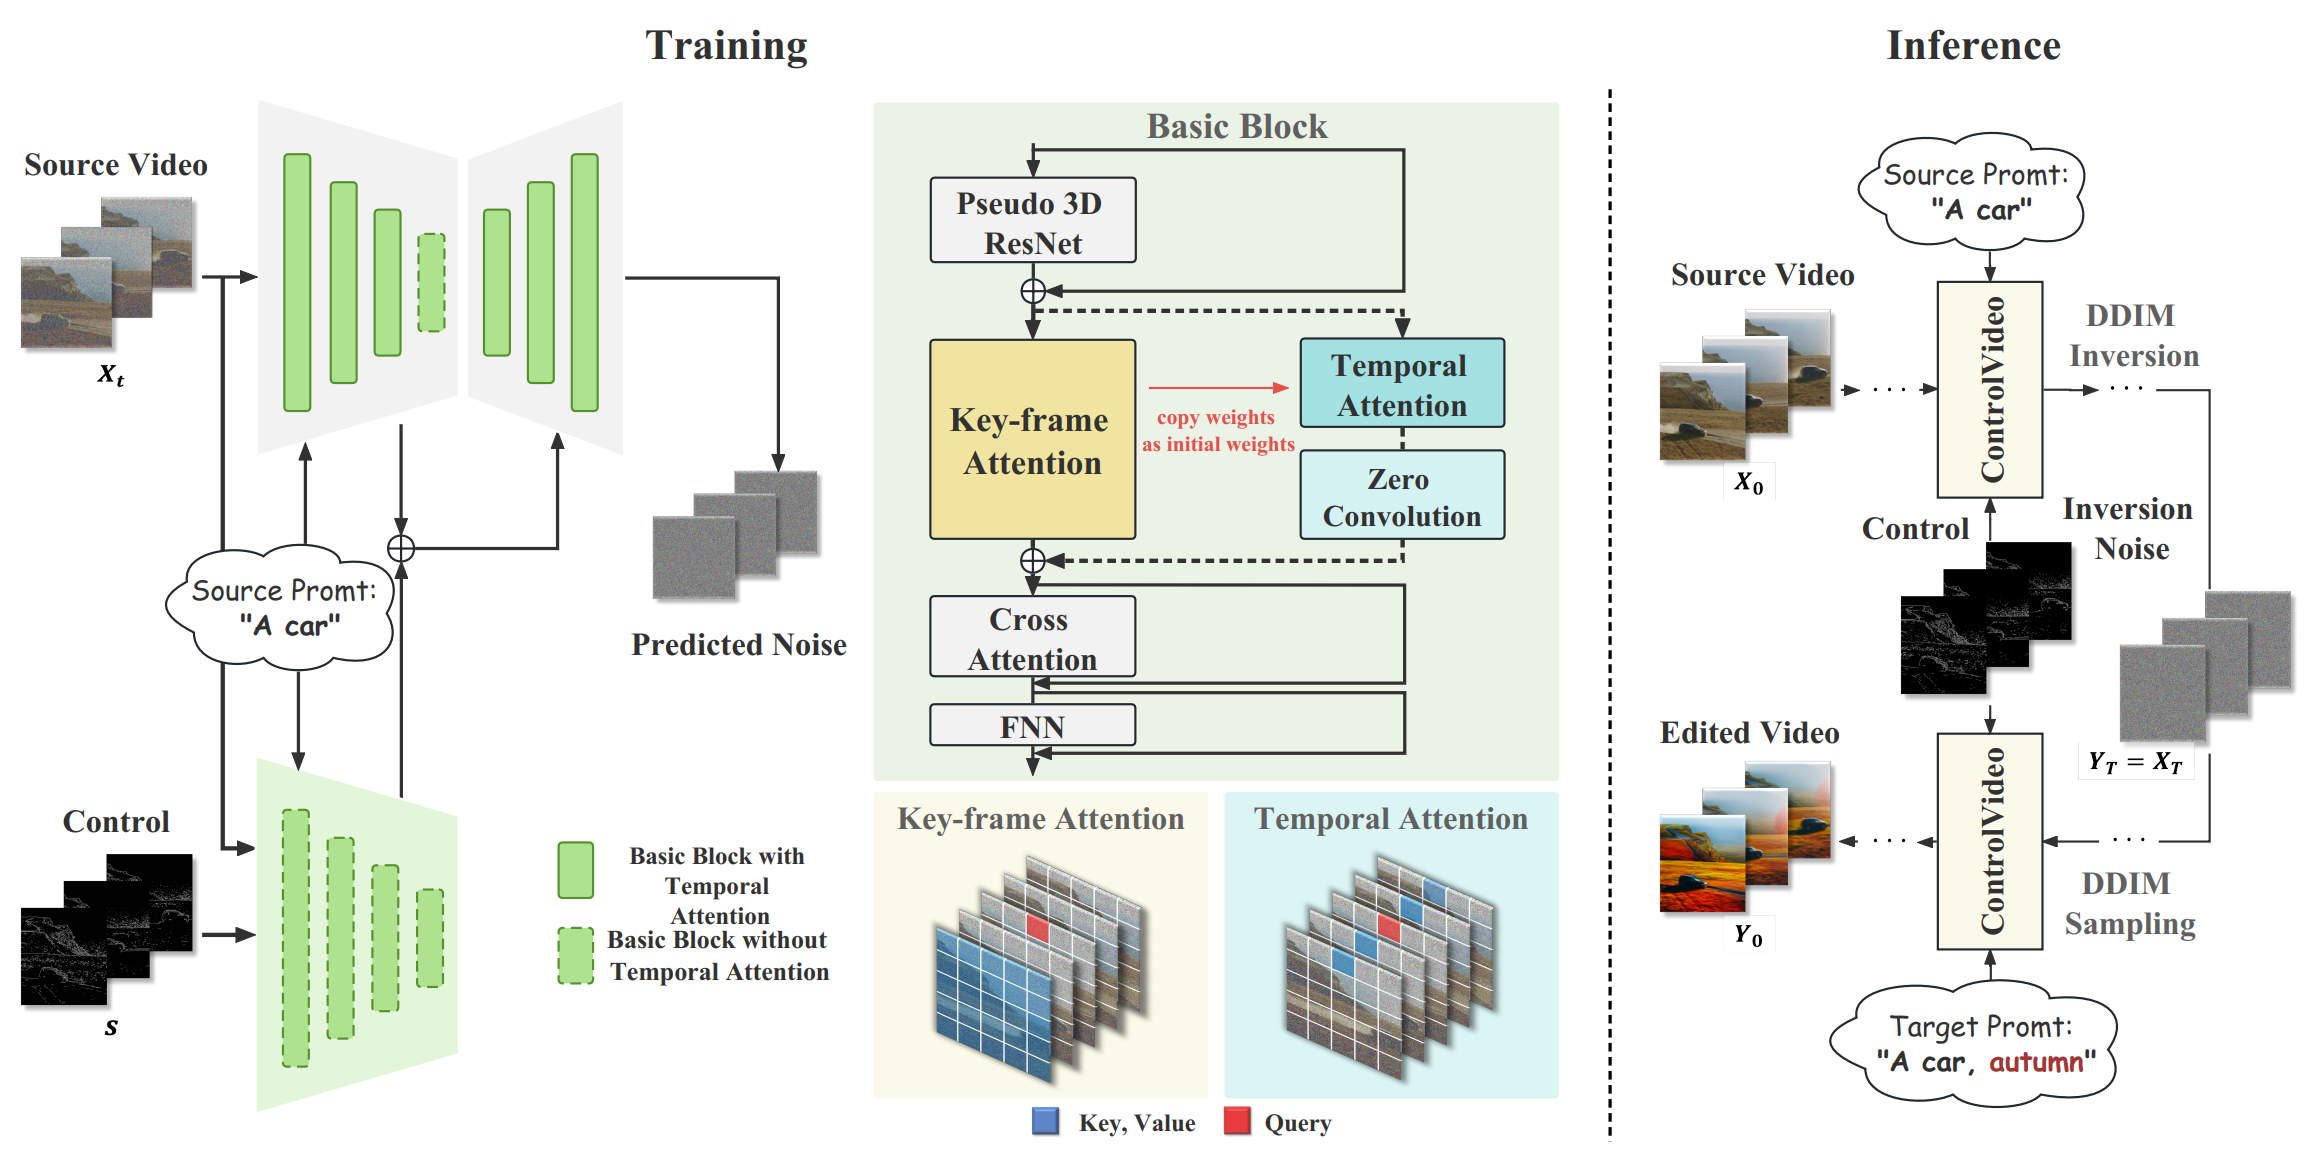 Training
Source Video
X_t
Source Promt:
"A car"
Predicted Noise
Control
s
Basic Block with
Temporal
Attention
Basic Block without
Temporal Attention
Basic Block
Pseudo 3D
ResNet
Key-frame
Attention
copy weights
as initial weights
Temporal
Attention
Zero
Convolution
Cross
Attention
FNN
Key-frame Attention
Temporal Attention
Key, Value
Query
Inference
Source Promt:
"A car"
Source Video
X_0
ControlVideo
DDIM
Inversion
Control
Inversion
Noise
Y_T = X_T
Edited Video
Y_0
ControlVideo
DDIM
Sampling
Target Promt:
"A car, autumn"